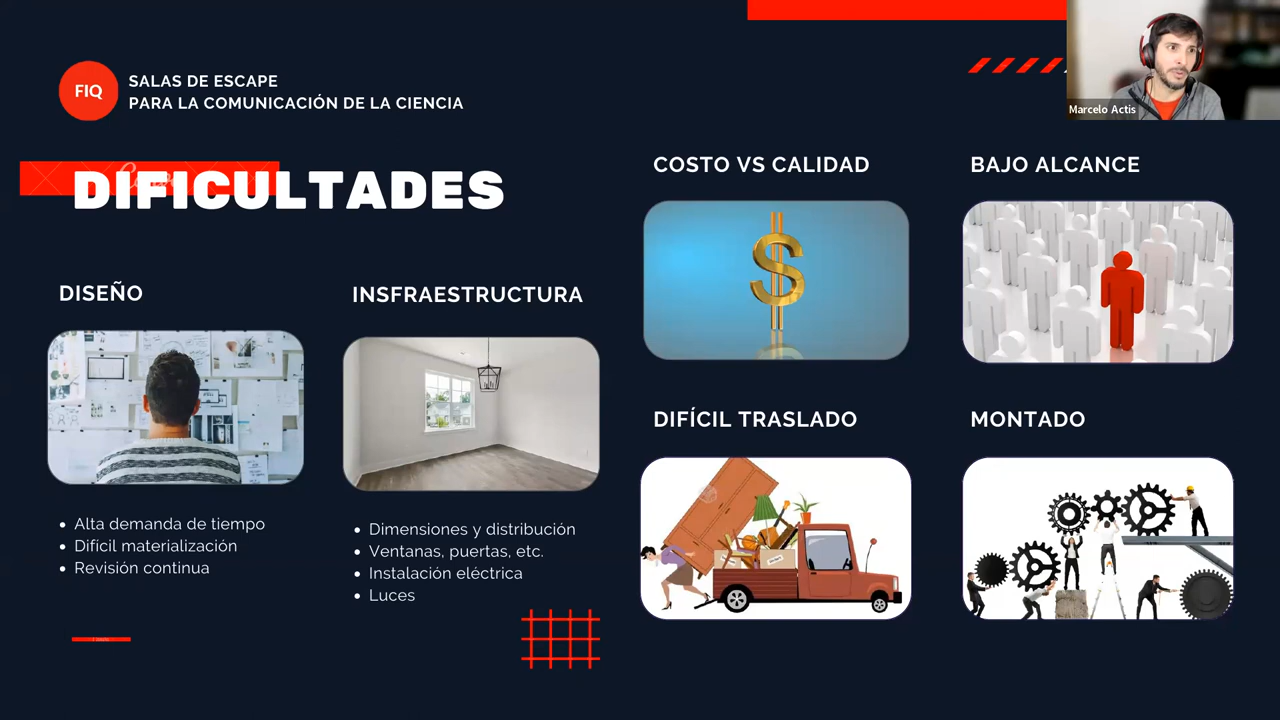 FIQ
SALAS DE ESCAPE
PARA LA COMUNICACIÓN DE LA CIENCIA
Marcelo Actis
DIFICULTADES
DISEÑO
Alta demanda de tiempo
Difícil materialización
Revisión continua
INSFRAESTRUCTURA
Dimensiones y distribución
Ventanas, puertas, etc.
Instalación eléctrica
Luces
COSTO VS CALIDAD
BAJO ALCANCE
DIFÍCIL TRASLADO
MONTADO